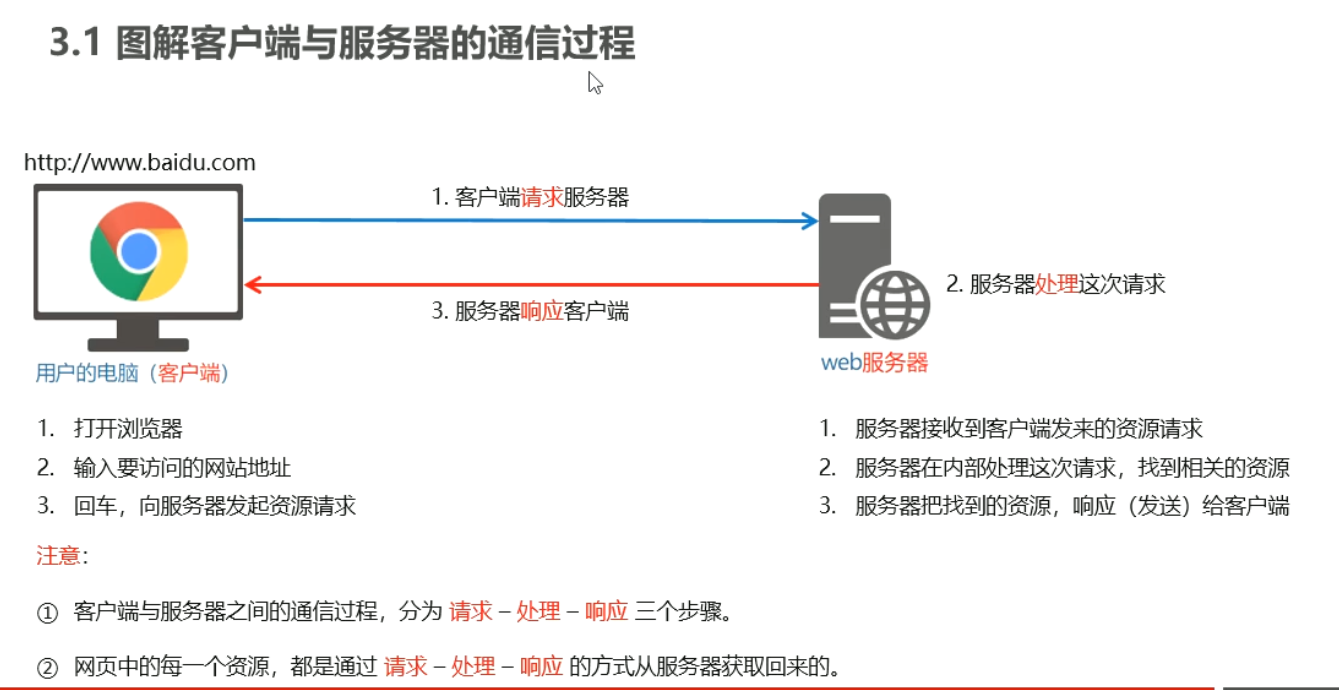 3.1 图解客户端与服务器的通信过程
http://www.baidu.com
1. 客户端请求服务器
2. 服务器处理这次请求
3. 服务器响应客户端
用户的电脑（客户端）
web服务器
1. 打开浏览器
2. 输入要访问的网站地址
3. 回车，向服务器发起资源请求
1. 服务器接收到客户端发来的资源请求
2. 服务器在内部处理这次请求，找到相关的资源
3. 服务器把找到的资源，响应（发送）给客户端
注意：
① 客户端与服务器之间的通信过程，分为 请求 – 处理 – 响应 三个步骤。
② 网页中的每一个资源，都是通过 请求 – 处理 – 响应 的方式从服务器获取回来的。